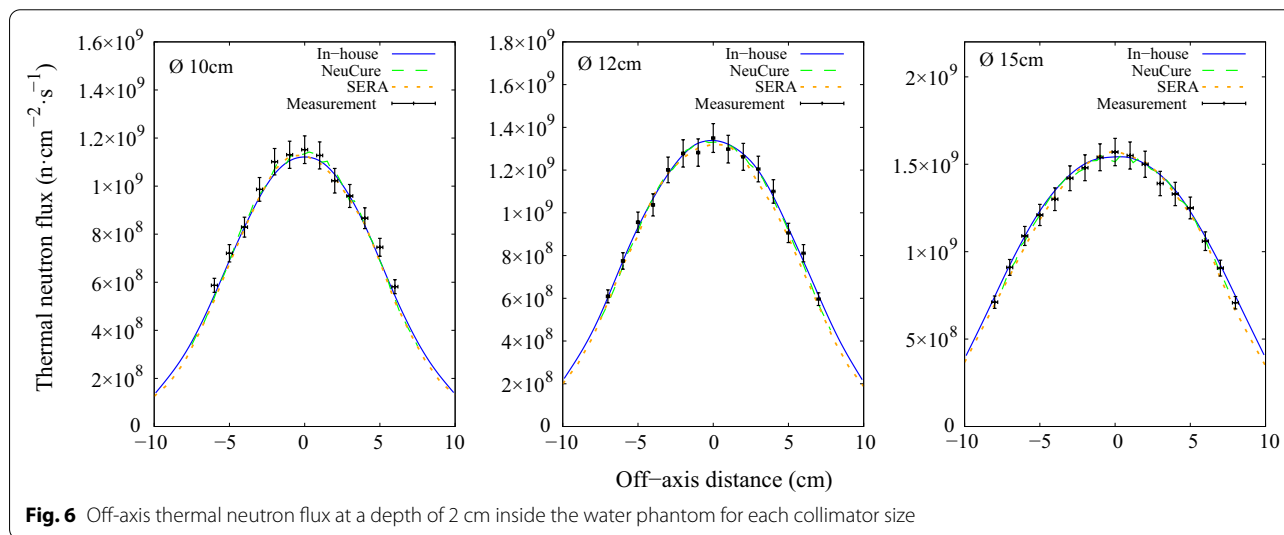 Thermal neutron flux (n·cm⁻²·s⁻¹)
1.6×10⁹
1.4×10⁹
1.2×10⁹
1×10⁹
8×10⁸
6×10⁸
4×10⁸
2×10⁸
0
Ø 10cm
In−house
NeuCure
SERA
Measurement
−10 −5 0 5 10
1.8×10⁹
1.6×10⁹
1.4×10⁹
1.2×10⁹
1×10⁹
8×10⁸
6×10⁸
4×10⁸
2×10⁸
0
Ø 12cm
In−house
NeuCure
SERA
Measurement
−10 −5 0 5 10
2×10⁹
1.5×10⁹
1×10⁹
5×10⁸
0
Ø 15cm
In−house
NeuCure
SERA
Measurement
−10 −5 0 5 10
Off−axis distance (cm)
Fig. 6 Off-axis thermal neutron flux at a depth of 2 cm inside the water phantom for each collimator size